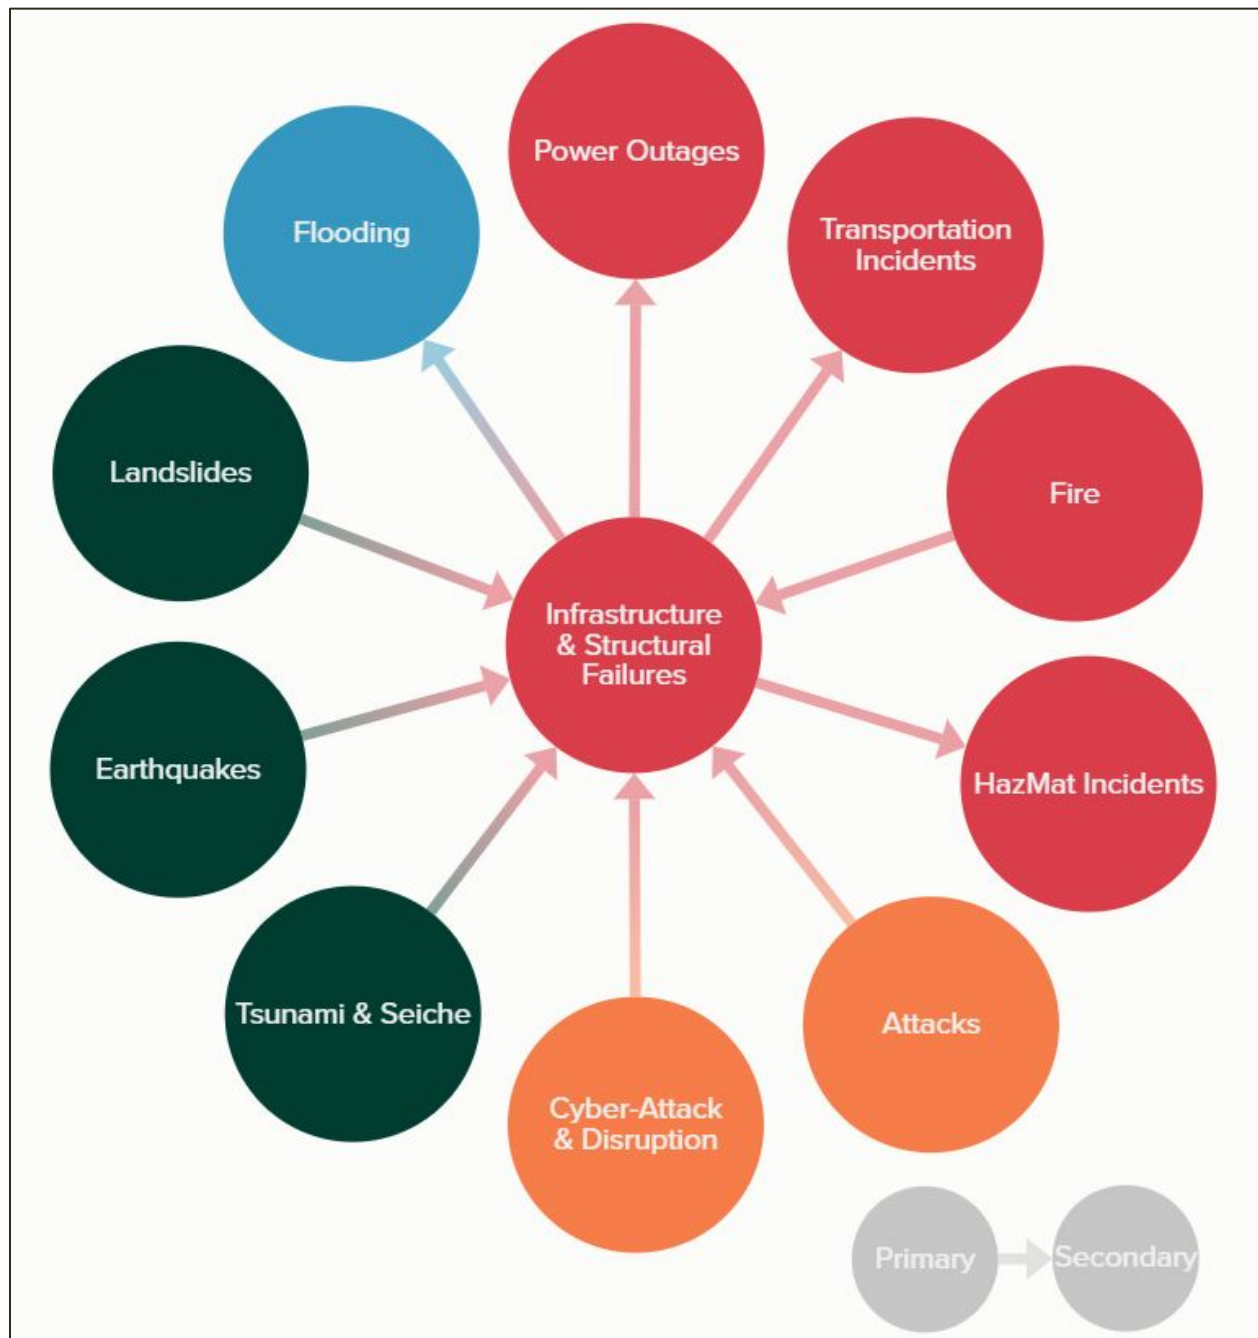 Power Outages
Transportation
Incidents
Flooding
Landslides
Fire
Infrastructure
& Structural
Failures
Earthquakes
HazMat Incidents
Tsunami & Seiche
Attacks
Cyber-Attack
& Disruption
Primary
Secondary